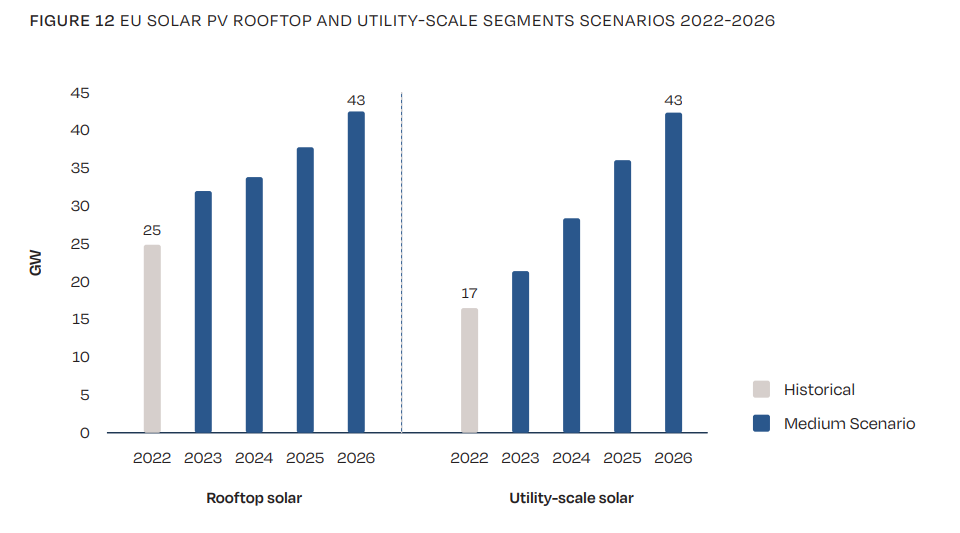 FIGURE 12 EU SOLAR PV ROOFTOP AND UTILITY-SCALE SEGMENTS SCENARIOS 2022-2026
GW
45
40
35
30
25
20
15
10
5
0
25
43
17
43
2022 2023 2024 2025 2026
2022 2023 2024 2025 2026
Rooftop solar
Utility-scale solar
Historical
Medium Scenario